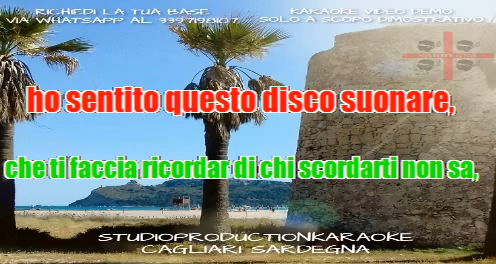 RICHIEDI LA TUA BASE
VIA WHATSAPP AL 3397198107
KARAOKE VIDEO DEMO
SOLO A SCOPO DIMOSTRATIVO
ho sentito questo disco suonare,
che ti faccia ricordar di chi scordarti non sa,
STUDIOPRODUCTIONKARAOKE
CAGLIARI SARDEGNA